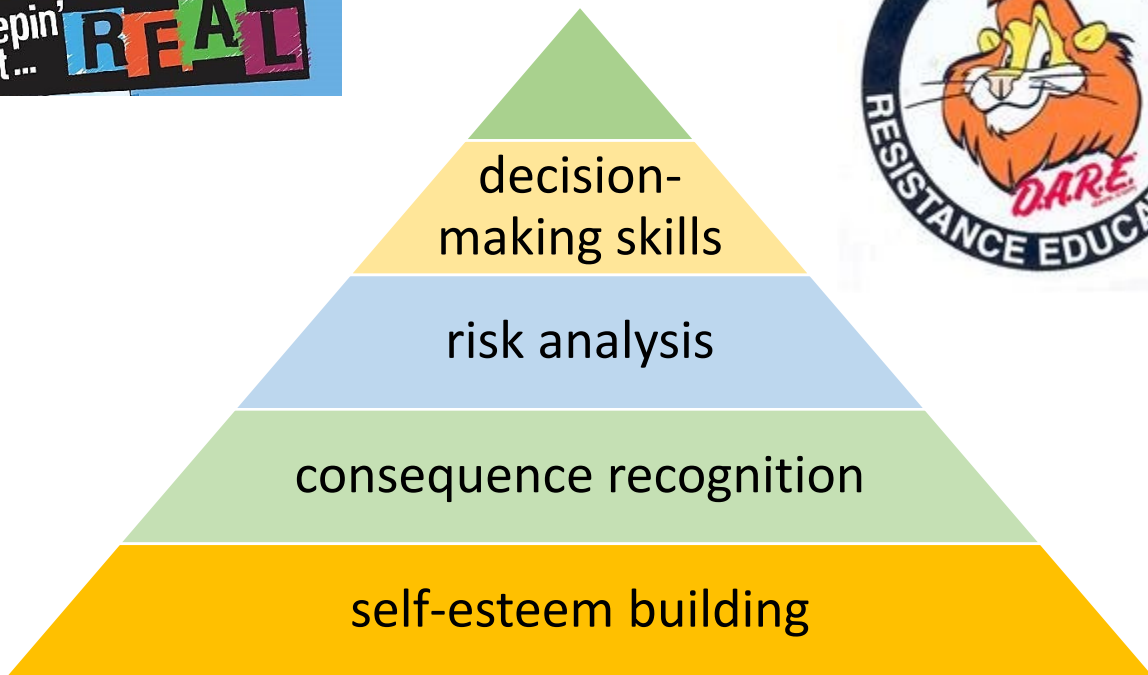 epin'
t... REAL
decision-
making skills
risk analysis
consequence recognition
self-esteem building
D.A.R.E.
RESISTANCE EDUCA